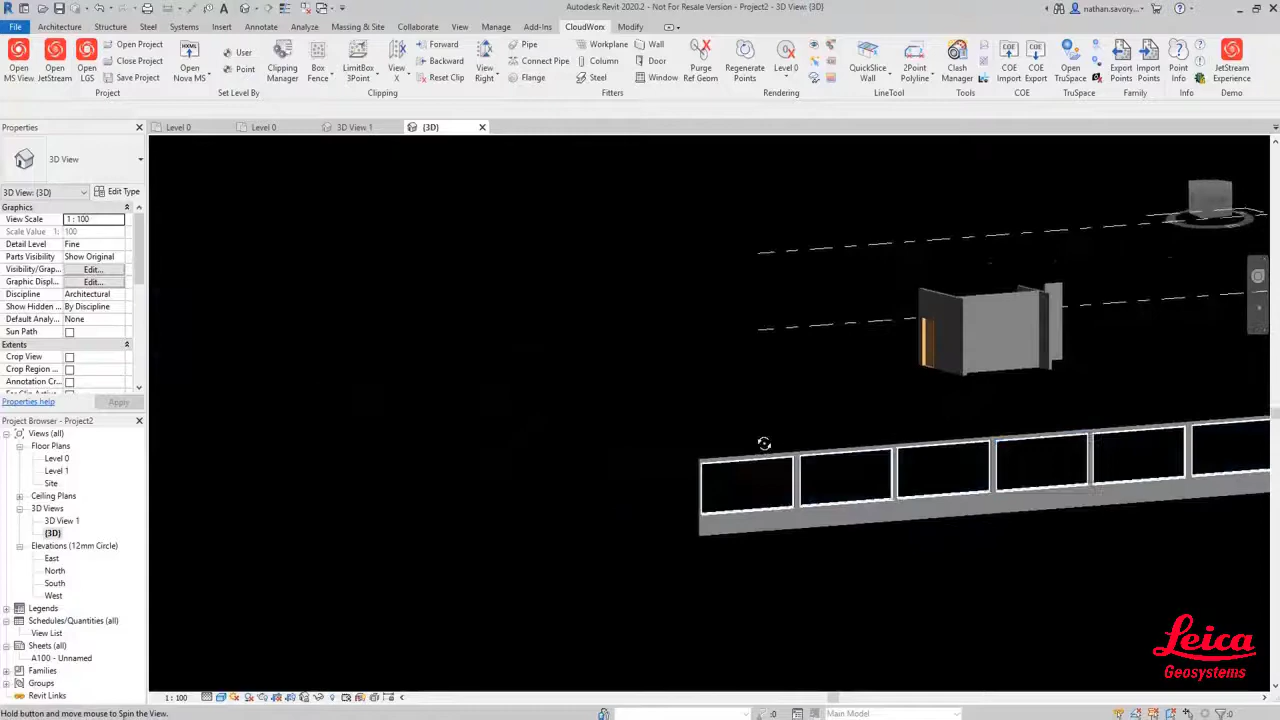 Autodesk Revit 2020.2 - Not For Resale Version - Project2 - 3D View: {3D}
nathan.savory...
File Architecture Structure Steel Systems Insert Annotate Analyze Massing & Site Collaborate View Manage Add-Ins CloudWorx Modify
Open MS View
Open JetStream
Open LGS
Open Project
Close Project
Save Project
Project
Open Nova MS
User
Point
Set Level By
Clipping Manager
Box Fence
LimitBox 3Point
View X
Forward
Backward
Reset Clip
Clipping
View Right
Pipe
Connect Pipe
Flange
Workplane
Column
Steel
Wall
Door
Window
Fitters
Purge Ref Geom
Regenerate Points
Level 0
Rendering
QuickSlice Wall
2Point Polyline
LineTool
Clash Manager
Tools
COE Import
COE Export
COE
Open TruSpace
TruSpace
Export Points
Import Points
Family
Point Info
Info
JetStream Experience
Demo
Properties
Level 0
Level 0
3D View 1
{3D}
3D View
3D View: {3D}
Edit Type
Graphics
View Scale 1 : 100
Scale Value 1: 100
Detail Level Fine
Parts Visibility Show Original
Visibility/Grap... Edit...
Graphic Displ... Edit...
Discipline Architectural
Show Hidden ... By Discipline
Default Analy... None
Sun Path
Extents
Crop View
Crop Region ...
Annotation Cr...
Properties help
Apply
Project Browser - Project2
Views (all)
Floor Plans
Level 0
Level 1
Site
Ceiling Plans
3D Views
3D View 1
{3D}
Elevations (12mm Circle)
East
North
South
West
Legends
Schedules/Quantities (all)
View List
Sheets (all)
A100 - Unnamed
Families
Groups
Revit Links
Leica
Geosystems
1 : 100
Hold button and move mouse to Spin the View.
:0
Main Model
:0